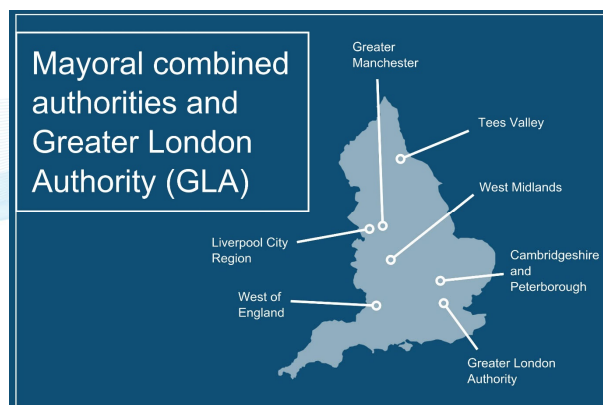 Mayoral combined
authorities and
Greater London
Authority (GLA)
Greater
Manchester
Tees Valley
West Midlands
Liverpool City
Region
Cambridgeshire
and
Peterborough
West of
England
Greater London
Authority